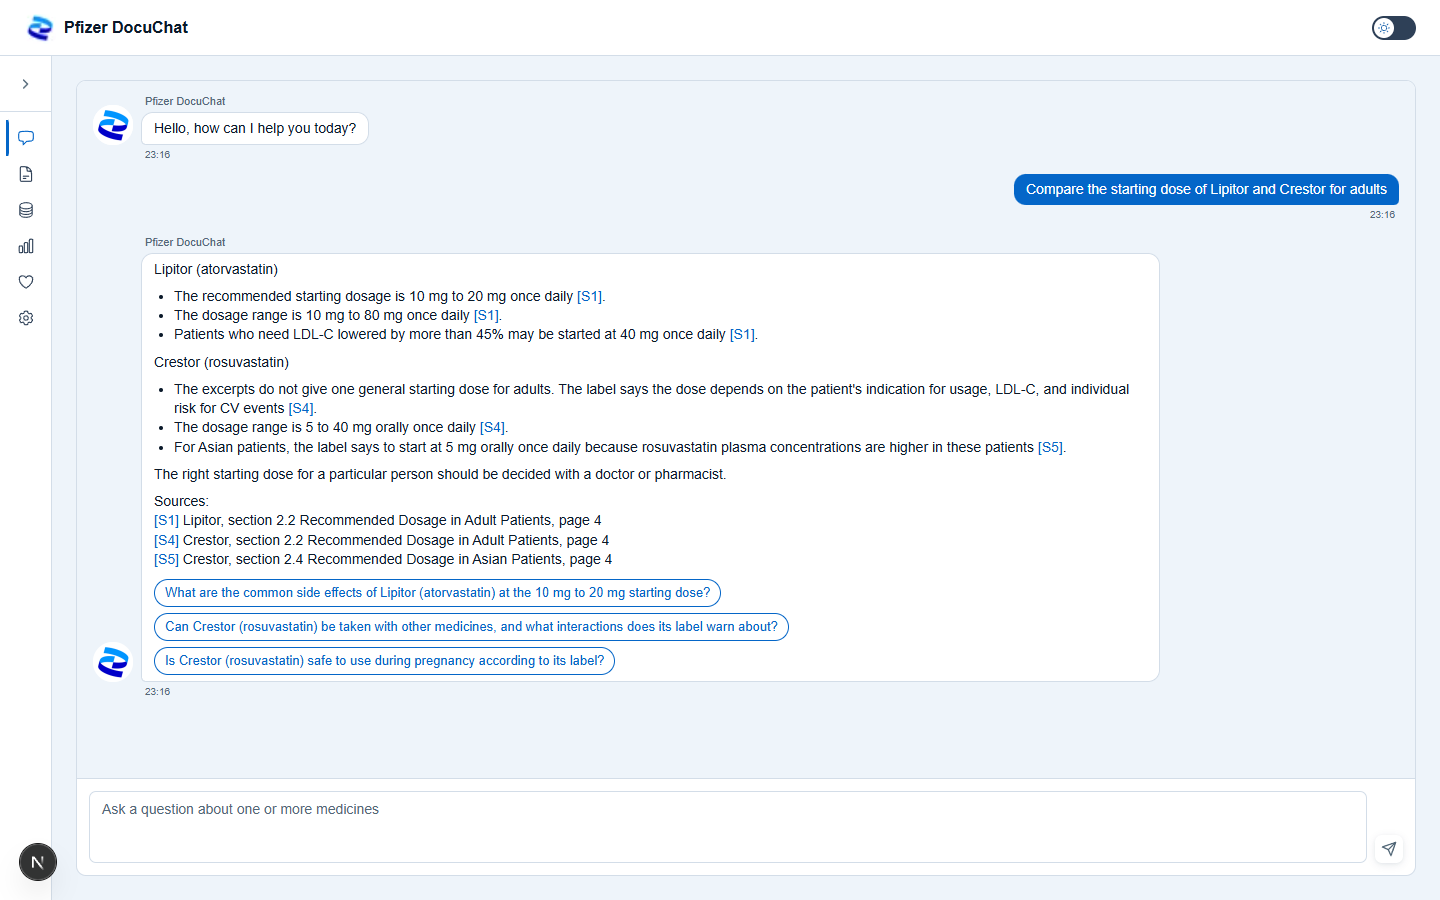 Pfizer DocuChat
Pfizer DocuChat
Hello, how can I help you today?
23:16
Compare the starting dose of Lipitor and Crestor for adults
23:16
Pfizer DocuChat
Lipitor (atorvastatin)
• The recommended starting dosage is 10 mg to 20 mg once daily [S1].
• The dosage range is 10 mg to 80 mg once daily [S1].
• Patients who need LDL-C lowered by more than 45% may be started at 40 mg once daily [S1].
Crestor (rosuvastatin)
• The excerpts do not give one general starting dose for adults. The label says the dose depends on the patient's indication for usage, LDL-C, and individual
risk for CV events [S4].
• The dosage range is 5 to 40 mg orally once daily [S4].
• For Asian patients, the label says to start at 5 mg orally once daily because rosuvastatin plasma concentrations are higher in these patients [S5].
The right starting dose for a particular person should be decided with a doctor or pharmacist.
Sources:
[S1] Lipitor, section 2.2 Recommended Dosage in Adult Patients, page 4
[S4] Crestor, section 2.2 Recommended Dosage in Adult Patients, page 4
[S5] Crestor, section 2.4 Recommended Dosage in Asian Patients, page 4
What are the common side effects of Lipitor (atorvastatin) at the 10 mg to 20 mg starting dose?
Can Crestor (rosuvastatin) be taken with other medicines, and what interactions does its label warn about?
Is Crestor (rosuvastatin) safe to use during pregnancy according to its label?
23:16
Ask a question about one or more medicines
N